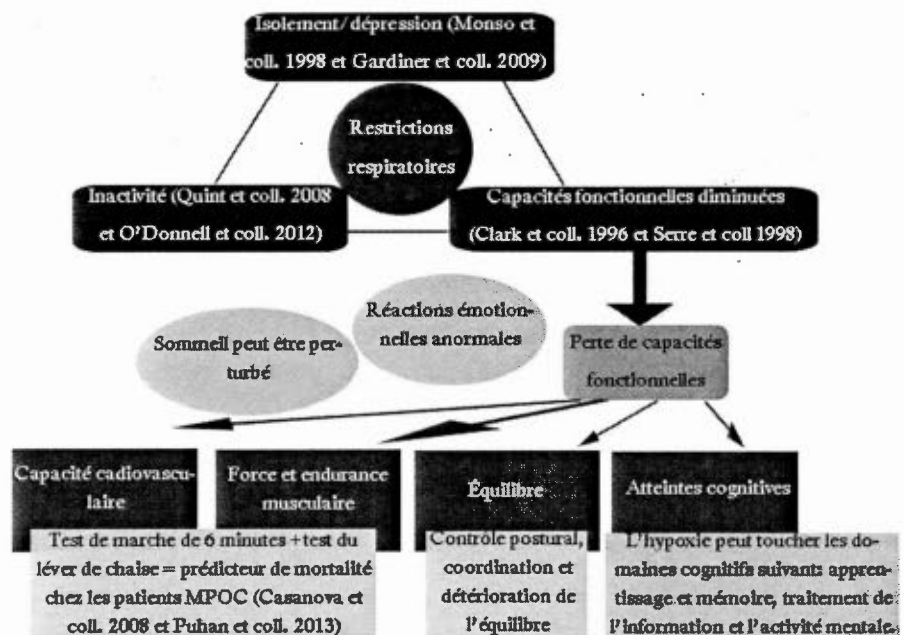 Isolement/dépression (Monso et
coll. 1998 et Gardiner et coll. 2009)
Restrictions
respiratoires
Inactivité (Quint et coll. 2008
et O'Donnell et coll. 2012)
Capacités fonctionnelles diminuées
(Clark et coll. 1996 et Serre et coll 1998)
Sommeil peut être per-
turbé
Réactions émotion-
nelles anormales
Perte de capacités
fonctionnelles
Capacité cadiovascu-
laire
Force et endurance
musculaire
Équilibre
Atteintes cognitives
Test de marche de 6 minutes +test du
léver de chaise = prédicteur de mortalité
chez les patients MPOC (Casanova et
coll. 2008 et Puhan et coll. 2013)
Contrôle postural,
coordination et
détérioration de
l'équilibre
L'hypoxie peut toucher les do-
maines cognitifs suivants: appren-
tissage et mémoire, traitement de
l'information et l'activité mentale.